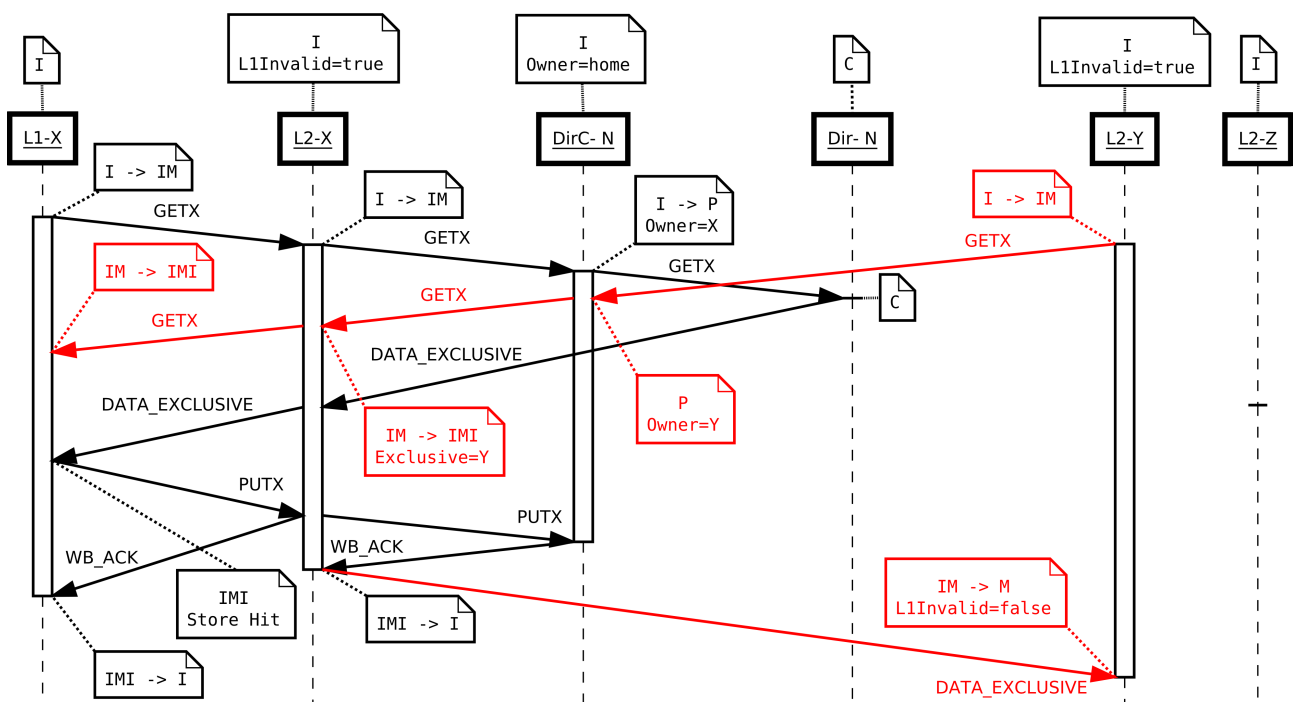 I
I
L1Invalid=true
I
Owner=home
C
I
L1Invalid=true
I
L1-X
L2-X
DirC- N
Dir- N
L2-Y
L2-Z
I -> IM
I -> IM
I -> P
Owner=X
I -> IM
GETX
GETX
GETX
GETX
IM -> IMI
GETX
GETX
C
DATA_EXCLUSIVE
DATA_EXCLUSIVE
P
Owner=Y
IM -> IMI
Exclusive=Y
PUTX
PUTX
WB_ACK
WB_ACK
IMI
Store Hit
IMI -> I
IM -> M
L1Invalid=false
IMI -> I
DATA_EXCLUSIVE